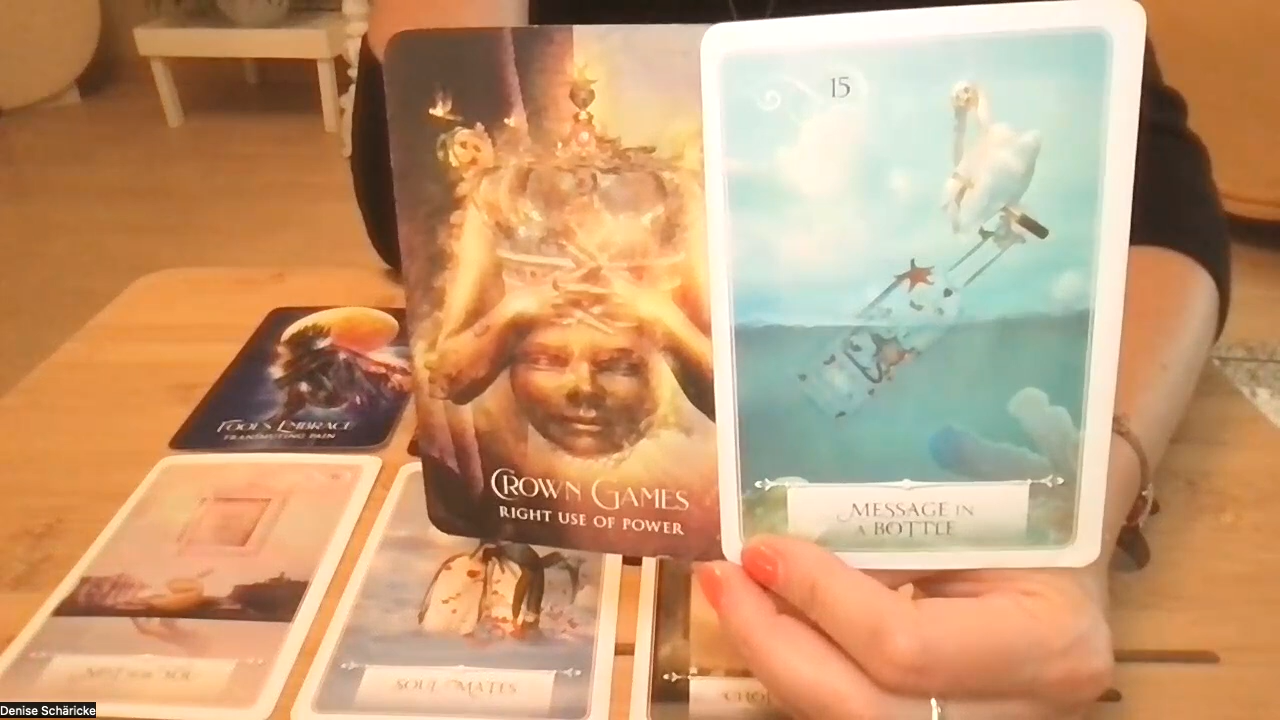 15
CROWN GAMES
RIGHT USE OF POWER
MESSAGE IN
A BOTTLE
FOOL'S EMBRACE
TRANSMUTING PAIN
SOUL MATES
Denise Schäricke